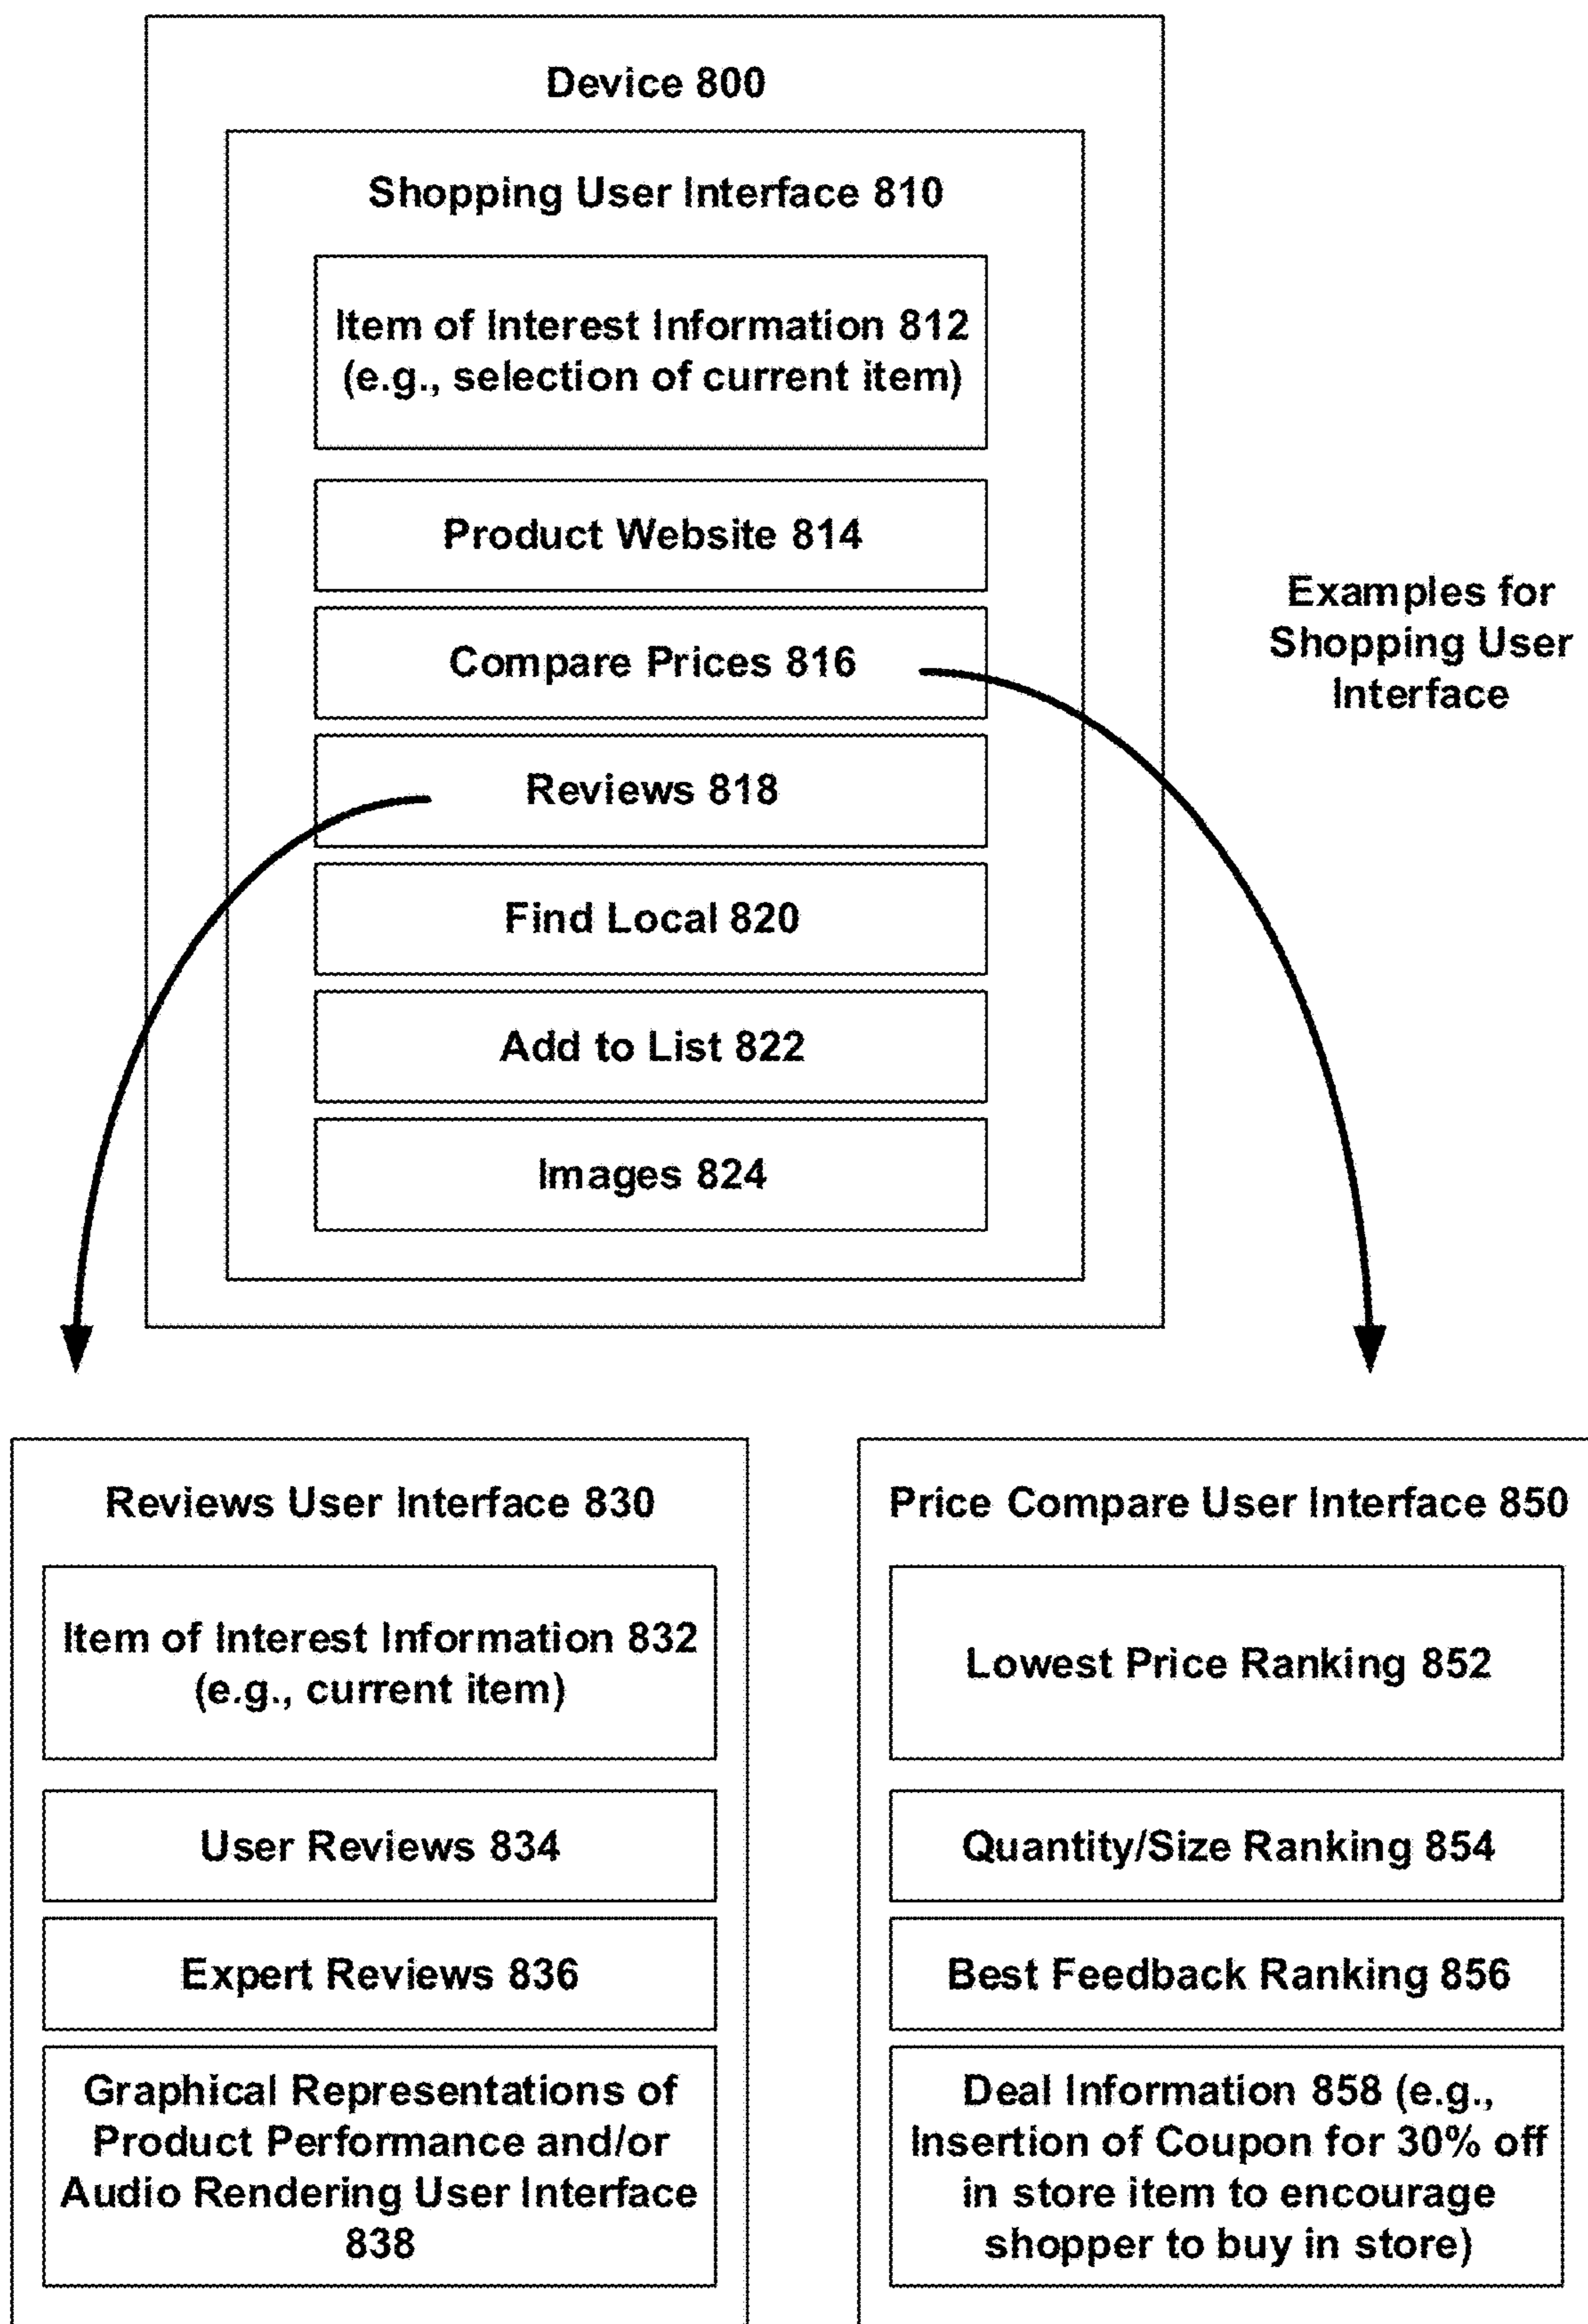 Device 800
Shopping User Interface 810
Item of Interest Information 812
(e.g., selection of current item)
Product Website 814
Compare Prices 816
Reviews 818
Find Local 820
Add to List 822
Images 824
Examples for
Shopping User
Interface
Reviews User Interface 830
Item of Interest Information 832
(e.g., current item)
User Reviews 834
Expert Reviews 836
Graphical Representations of
Product Performance and/or
Audio Rendering User Interface
838
Price Compare User Interface 850
Lowest Price Ranking 852
Quantity/Size Ranking 854
Best Feedback Ranking 856
Deal Information 858 (e.g.,
Insertion of Coupon for 30% off
in store item to encourage
shopper to buy in store)